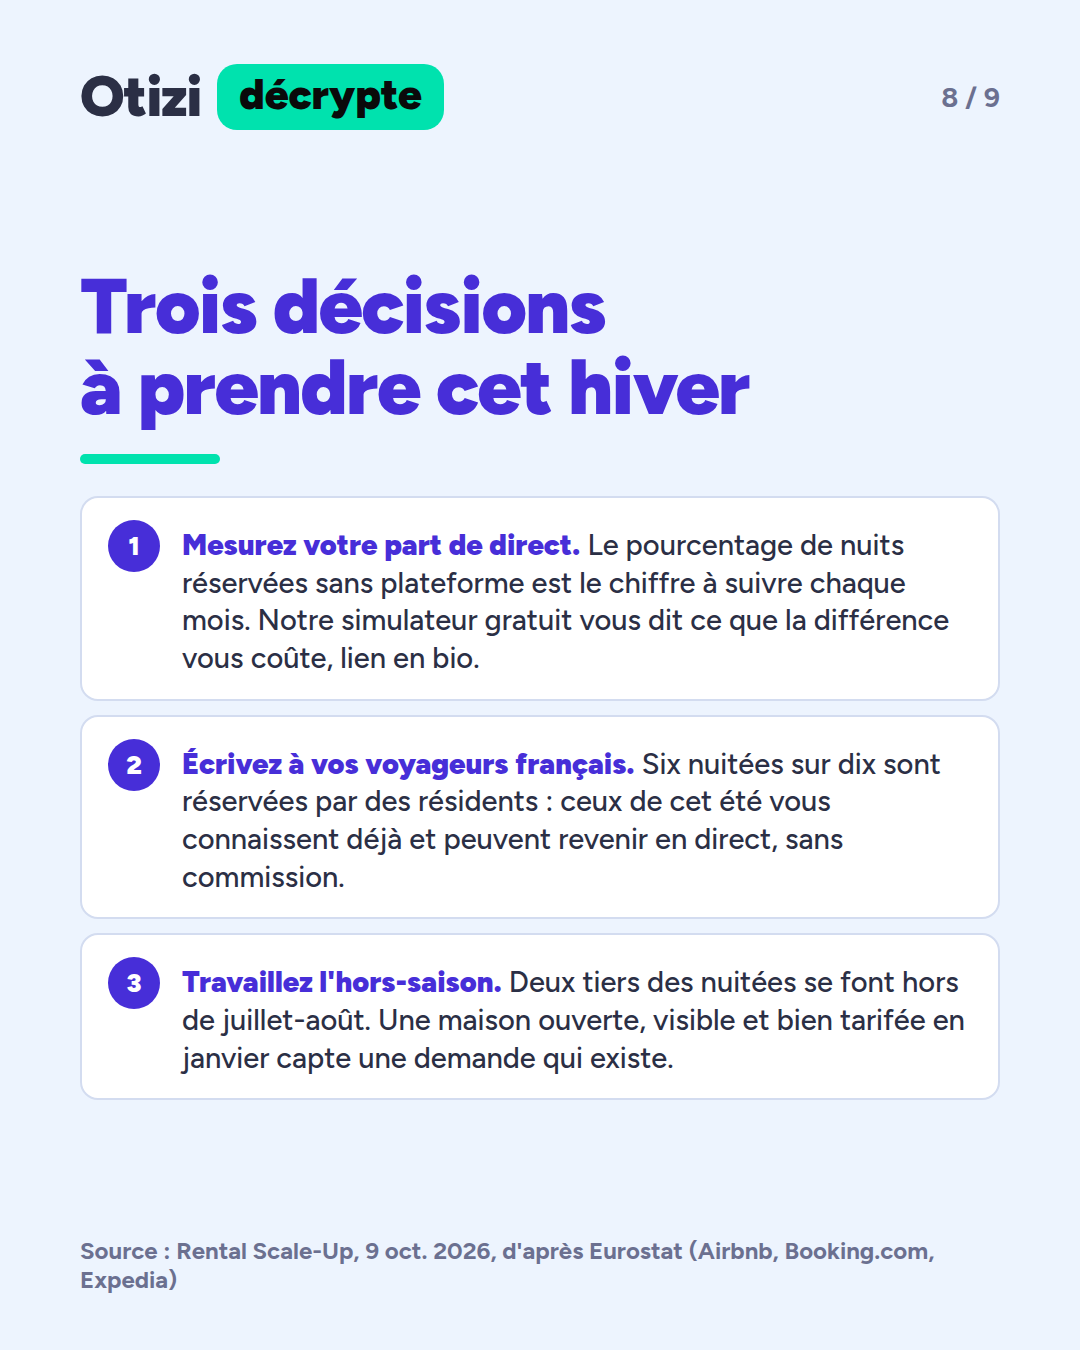 Otizi décrypte
8 / 9
Trois décisions
à prendre cet hiver
1
Mesurez votre part de direct. Le pourcentage de nuits
réservées sans plateforme est le chiffre à suivre chaque
mois. Notre simulateur gratuit vous dit ce que la différence
vous coûte, lien en bio.
2
Écrivez à vos voyageurs français. Six nuitées sur dix sont
réservées par des résidents : ceux de cet été vous
connaissent déjà et peuvent revenir en direct, sans
commission.
3
Travaillez l'hors-saison. Deux tiers des nuitées se font hors
de juillet-août. Une maison ouverte, visible et bien tarifée en
janvier capte une demande qui existe.
Source : Rental Scale-Up, 9 oct. 2026, d'après Eurostat (Airbnb, Booking.com,
Expedia)